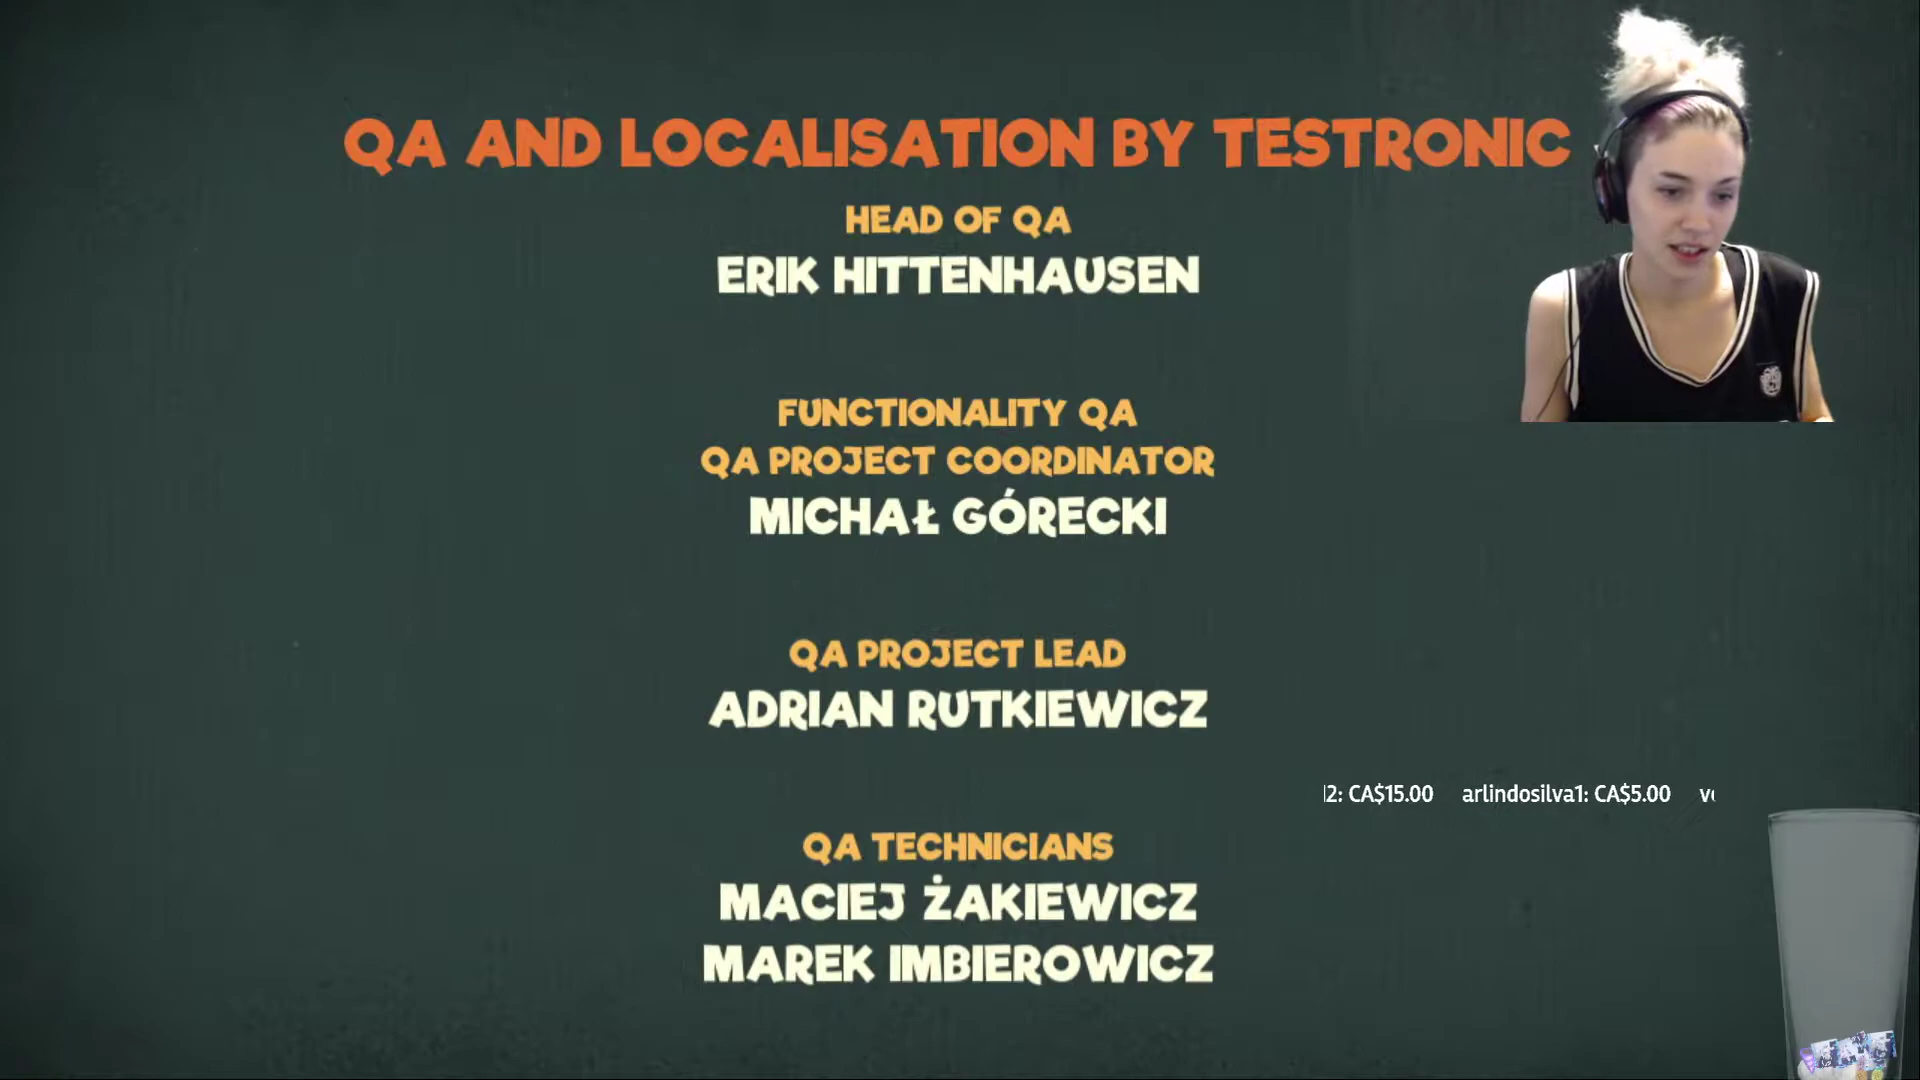 QA AND LOCALISATION BY TESTRONIC
HEAD OF QA
ERIK HITTENHAUSEN
FUNCTIONALITY QA
QA PROJECT COORDINATOR
MICHAŁ GÓRECKI
QA PROJECT LEAD
ADRIAN RUTKIEWICZ
12: CA$15.00 arlindosilva1: CA$5.00
QA TECHNICIANS
MACIEJ ŻAKIEWICZ
MAREK IMBIEROWICZ